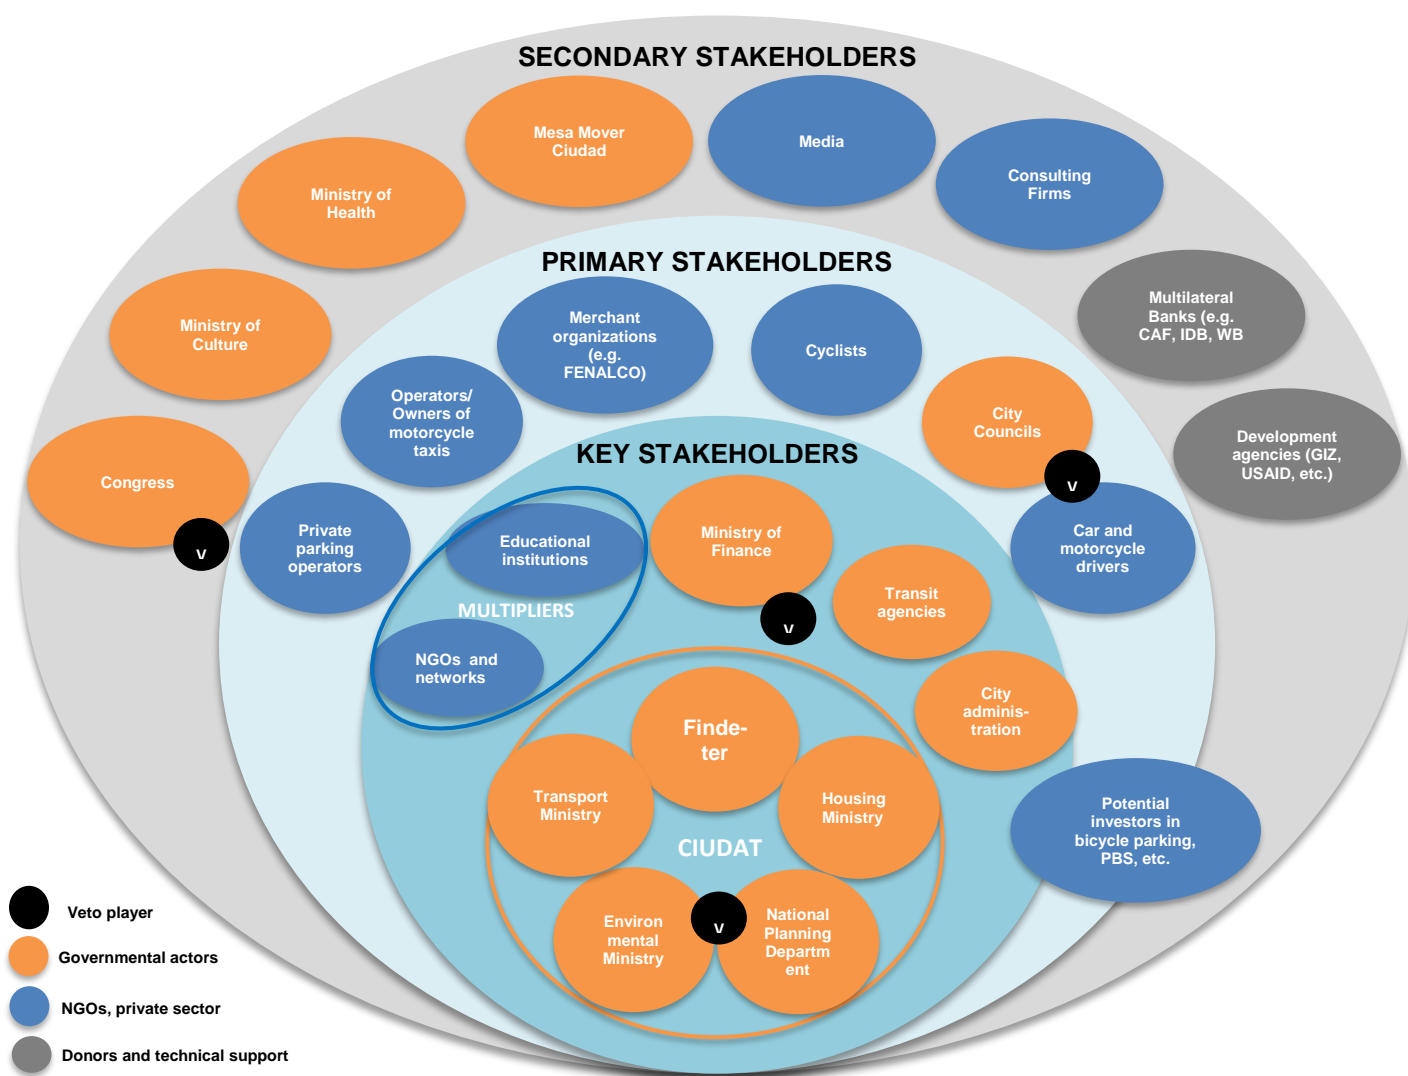 SECONDARY STAKEHOLDERS
Mesa Mover
Ciudad
Media
Consulting
Firms
Ministry of
Health
Multilateral
Banks (e.g.
CAF, IDB, WB
Ministry of
Culture
Development
agencies (GIZ,
USAID, etc.)
Congress
V
PRIMARY STAKEHOLDERS
Merchant
organizations
(e.g.
FENALCO)
Cyclists
Operators/
Owners of
motorcycle
taxis
City
Councils
V
Private
parking
operators
Car and
motorcycle
drivers
Potential
investors in
bicycle parking,
PBS, etc.
KEY STAKEHOLDERS
Educational
institutions
MULTIPLIERS
NGOs and
networks
Ministry of
Finance
V
Transit
agencies
City
adminis-
tration
Finde-
ter
Transport
Ministry
Housing
Ministry
CIUDAT
Environ
mental
Ministry
V
National
Planning
Departm
ent
Veto player
Governmental actors
NGOs, private sector
Donors and technical support